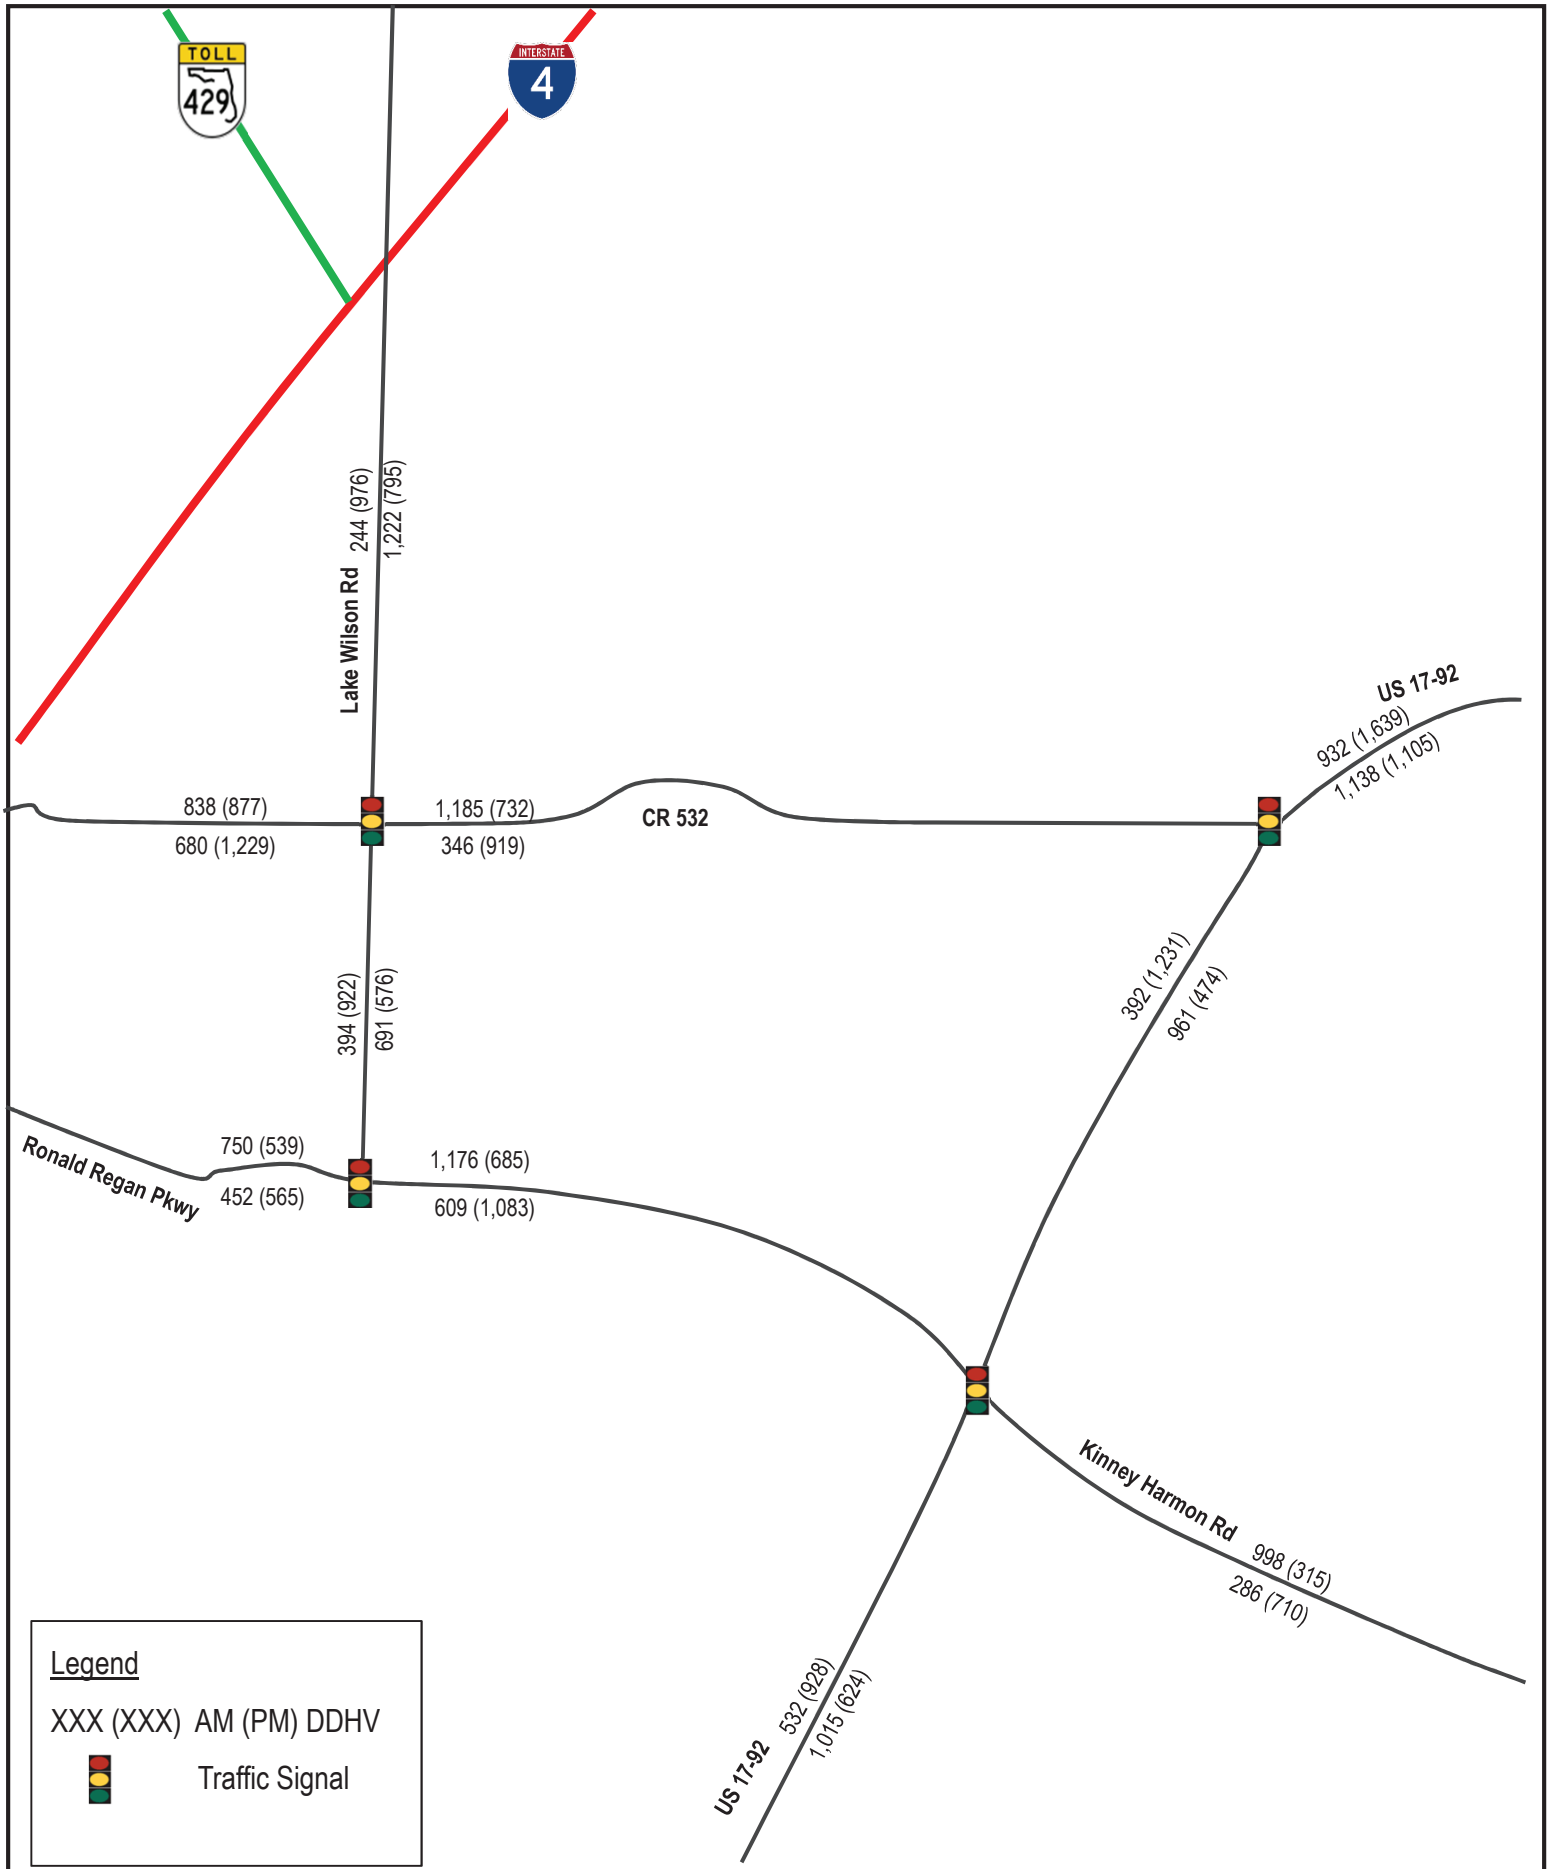 TOLL
429
INTERSTATE
4
244 (976)
1,222 (795)
Lake Wilson Rd
US 17-92
932 (1,639)
1,138 (1,105)
838 (877)
680 (1,229)
1,185 (732)
346 (919)
CR 532
392 (1,231)
961 (474)
394 (922)
691 (576)
Ronald Regan Pkwy
750 (539)
452 (565)
1,176 (685)
609 (1,083)
Kinney Harmon Rd
998 (315)
286 (710)
US 17-92
532 (928)
1,015 (624)
Legend
XXX (XXX) AM (PM) DDHV
Traffic Signal